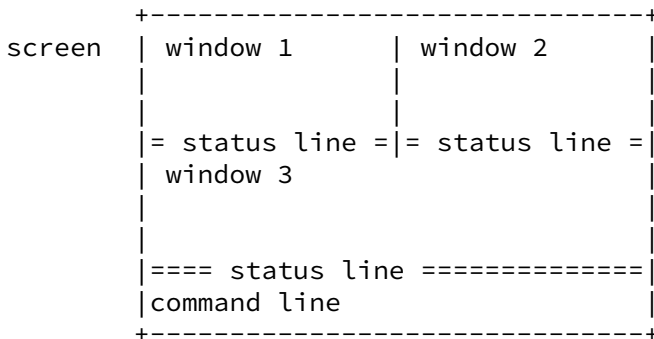 +-------------------------------+
screen | window 1 | window 2 |
| | |
| | |
|= status line =|= status line =|
| window 3 |
| |
| |
|==== status line ==============|
|command line |
+-------------------------------+